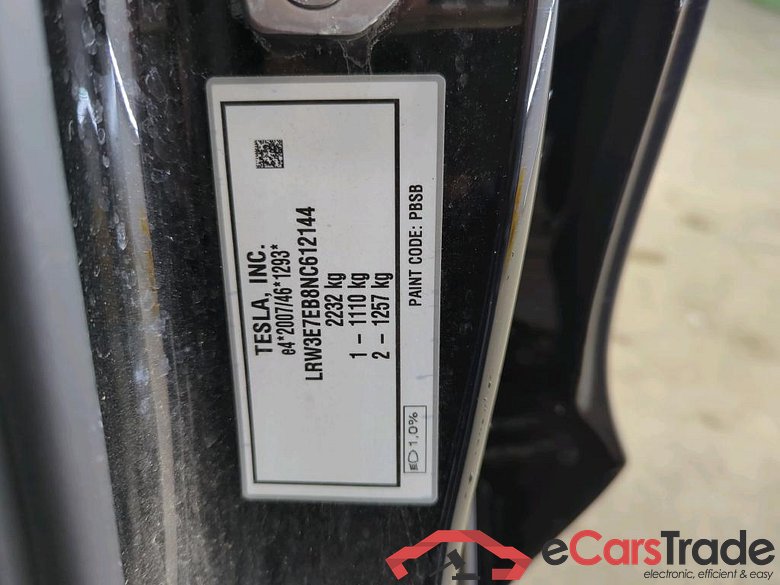 TESLA, INC.
e4*2007/46*1293*
LRW3E7EB8NC612144
2232 kg
1 – 1110 kg
2 – 1257 kg
PAINT CODE: PBSB
1.0%
eCarsTrade
electronic, efficient & easy